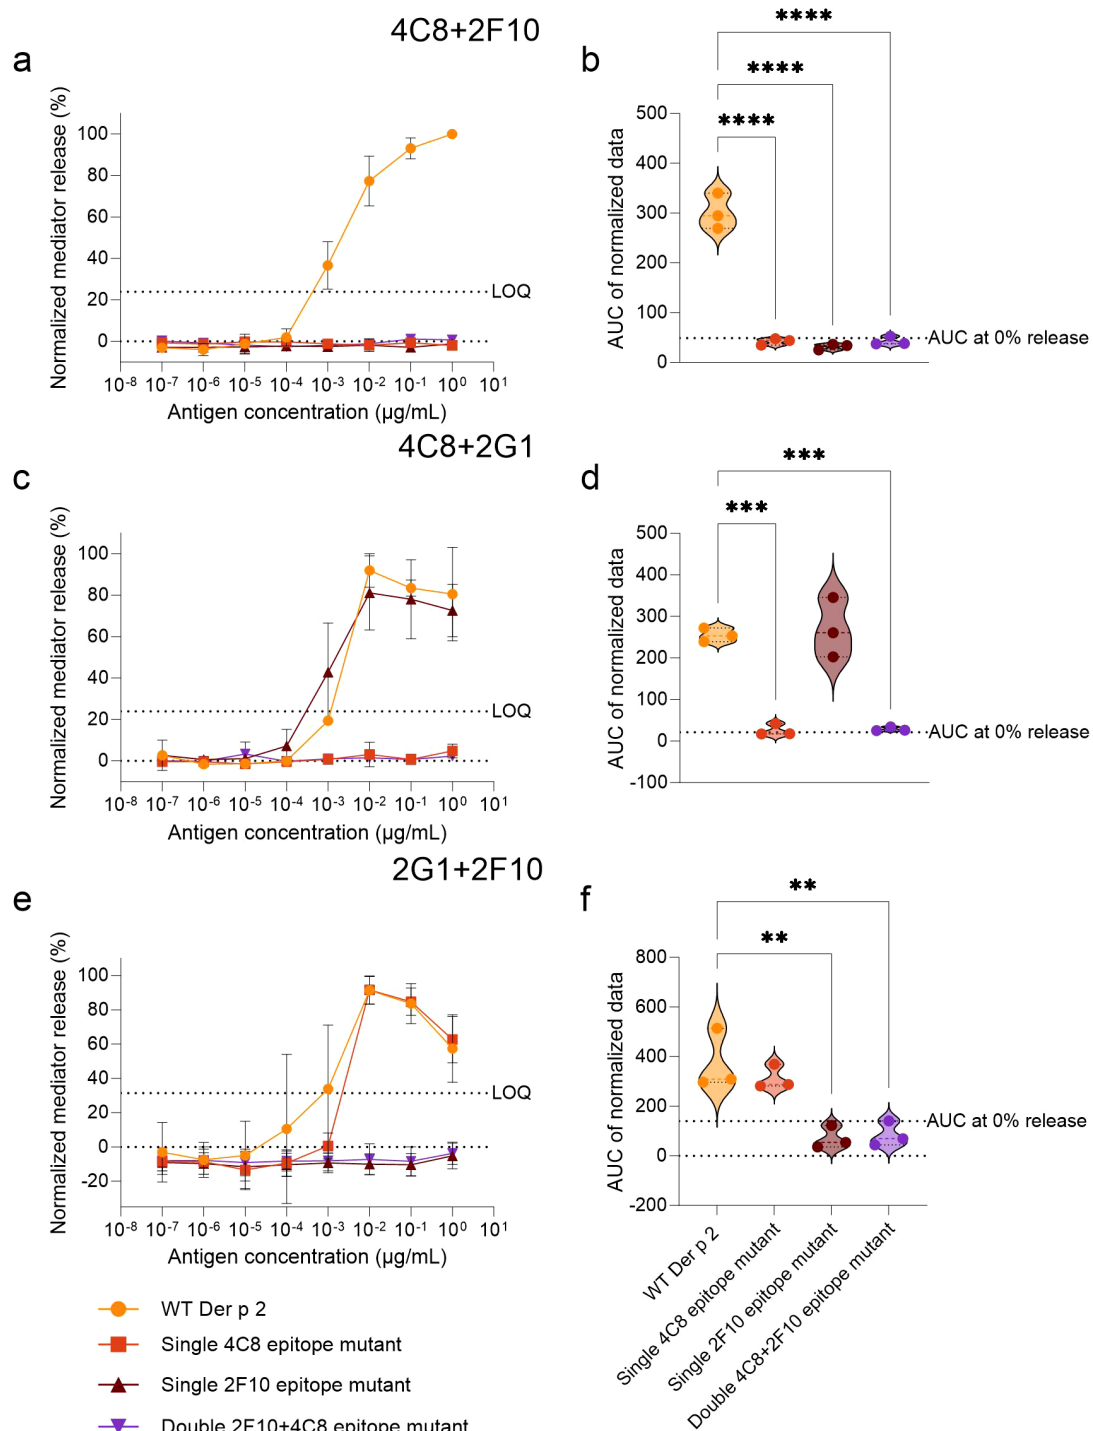 4C8+2F10
a
Normalized mediator release (%)
100
80
60
40
20
0
LOQ
10-8 10-7 10-6 10-5 10-4 10-3 10-2 10-1 100 101
Antigen concentration (µg/mL)
b
****
****
****
AUC of normalized data
500
400
300
200
100
0
AUC at 0% release
4C8+2G1
c
Normalized mediator release (%)
100
80
60
40
20
0
LOQ
10-8 10-7 10-6 10-5 10-4 10-3 10-2 10-1 100 101
Antigen concentration (µg/mL)
d
***
***
AUC of normalized data
500
400
300
200
100
0
-100
AUC at 0% release
2G1+2F10
e
Normalized mediator release (%)
100
80
60
40
20
0
-20
LOQ
10-8 10-7 10-6 10-5 10-4 10-3 10-2 10-1 100 101
Antigen concentration (µg/mL)
f
**
**
AUC of normalized data
800
600
400
200
0
-200
AUC at 0% release
WT Der p 2
Single 4C8 epitope mutant
Single 2F10 epitope mutant
Double 4C8+2F10 epitope mutant
WT Der p 2
Single 4C8 epitope mutant
Single 2F10 epitope mutant
Double 2F10+4C8 epitope mutant